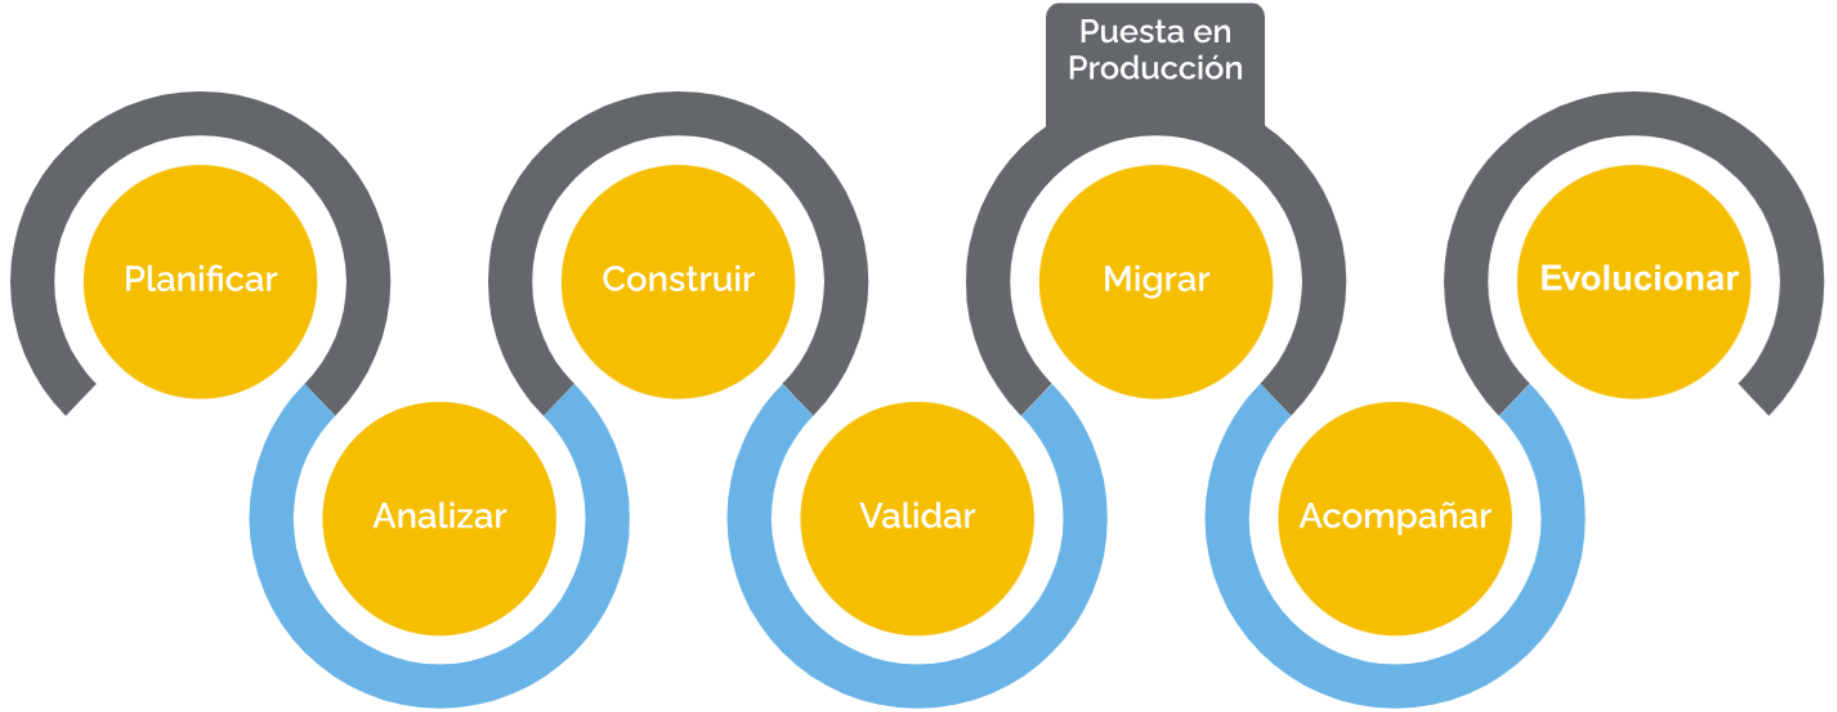 Puesta en
Producción
Planificar
Construir
Migrar
Evolucionar
Analizar
Validar
Acompañar